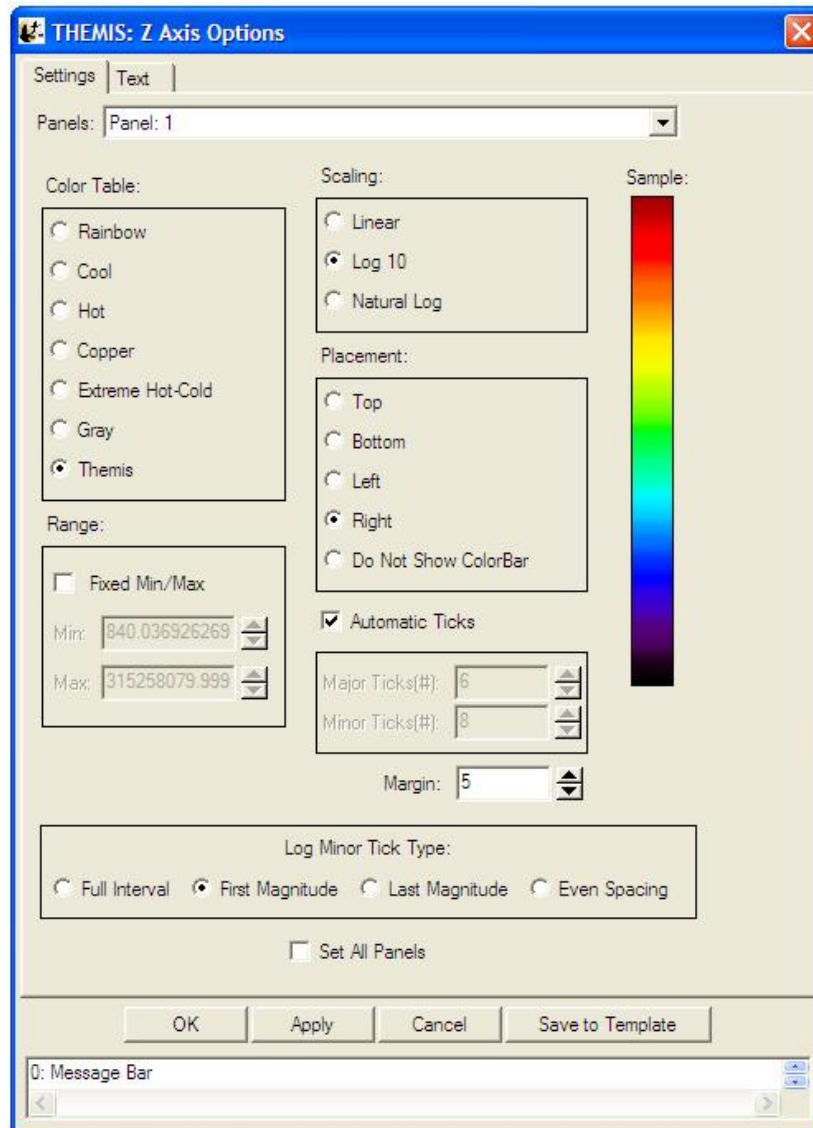 THEMIS: Z Axis Options
Settings
Text
Panels:
Panel: 1
Color Table:
Rainbow
Cool
Hot
Copper
Extreme Hot-Cold
Gray
Themis
Scaling:
Linear
Log 10
Natural Log
Sample:
Placement:
Top
Bottom
Left
Right
Do Not Show ColorBar
Range:
Fixed Min/Max
Min:
840.036926269
Max:
315258079.999
Automatic Ticks
Major Ticks(#):
6
Minor Ticks(#):
8
Margin:
5
Log Minor Tick Type:
Full Interval
First Magnitude
Last Magnitude
Even Spacing
Set All Panels
OK
Apply
Cancel
Save to Template
0: Message Bar